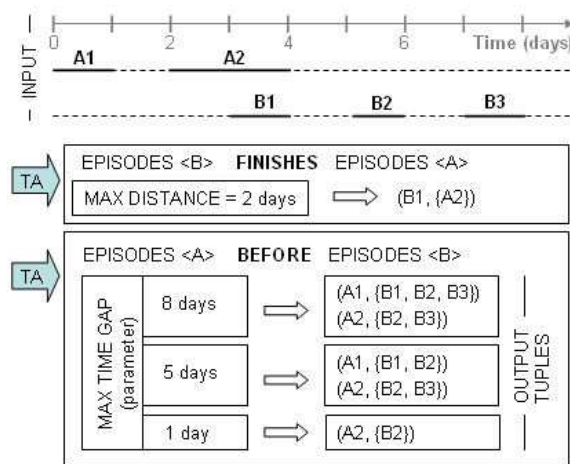 INPUT
0 2 4 6 Time (days)
A1 A2
B1 B2 B3
TA
EPISODES <B> FINISHES EPISODES <A>
MAX DISTANCE = 2 days
(B1, {A2})
TA
EPISODES <A> BEFORE EPISODES <B>
MAX TIME GAP
(parameter)
8 days
(A1, {B1, B2, B3})
(A2, {B2, B3})
5 days
(A1, {B1, B2})
(A2, {B2, B3})
1 day
(A2, {B2})
OUTPUT
TUPLES